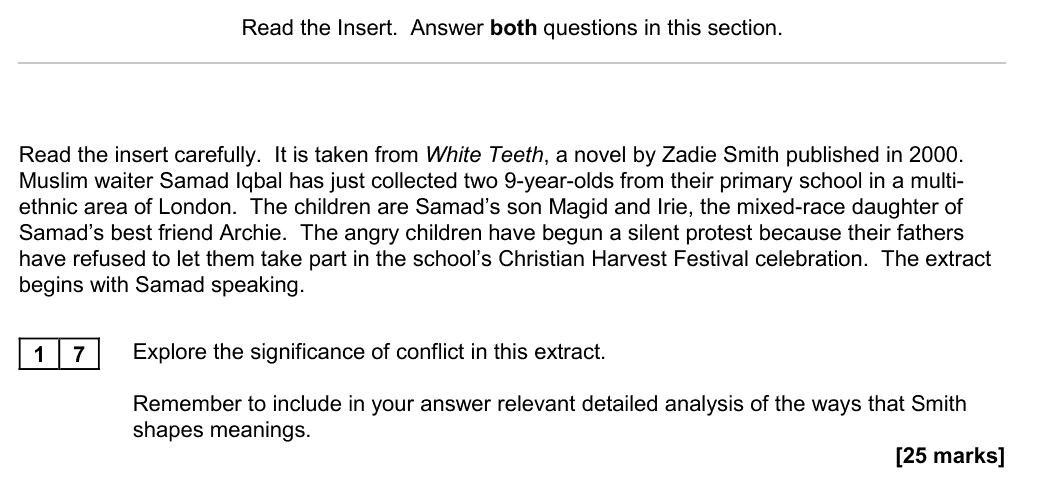 Read the Insert.  Answer both questions in this section.
Read the insert carefully.  It is taken from White Teeth, a novel by Zadie Smith published in 2000.
Muslim waiter Samad Iqbal has just collected two 9-year-olds from their primary school in a multi-
ethnic area of London.  The children are Samad’s son Magid and Irie, the mixed-race daughter of
Samad’s best friend Archie.  The angry children have begun a silent protest because their fathers
have refused to let them take part in the school’s Christian Harvest Festival celebration.  The extract
begins with Samad speaking.
1 7 Explore the significance of conflict in this extract.
Remember to include in your answer relevant detailed analysis of the ways that Smith
shapes meanings.
[25 marks]